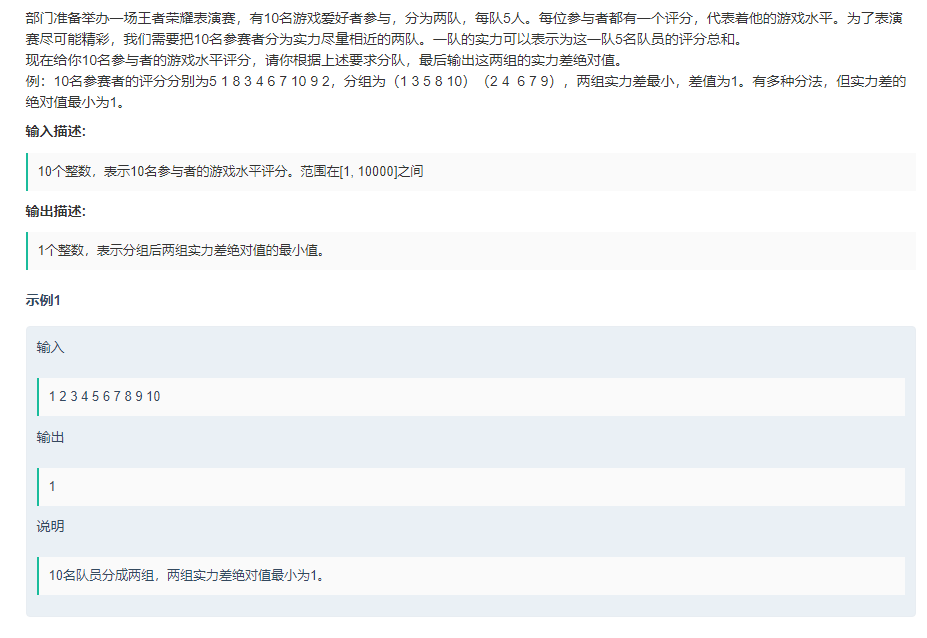 部门准备举办一场王者荣耀表演赛，有10名游戏爱好者参与，分为两队，每队5人。每位参与者都有一个评分，代表着他的游戏水平。为了表演
赛尽可能精彩，我们需要把10名参赛者分为实力尽量相近的两队。一队的实力可以表示为这一队5名队员的评分总和。
现在给你10名参与者的游戏水平评分，请你根据上述要求分队，最后输出这两组的实力差绝对值。
例：10名参赛者的评分分别为5 1 8 3 4 6 7 10 9 2，分组为（1 3 5 8 10）（2 4 6 7 9），两组实力差最小，差值为1。有多种分法，但实力差的
绝对值最小为1。
输入描述：
10个整数，表示10名参与者的游戏水平评分。范围在[1, 10000]之间
输出描述：
1个整数，表示分组后两组实力差绝对值的最小值。
示例1
输入
1 2 3 4 5 6 7 8 9 10
输出
1
说明
10名队员分成两组，两组实力差绝对值最小为1。